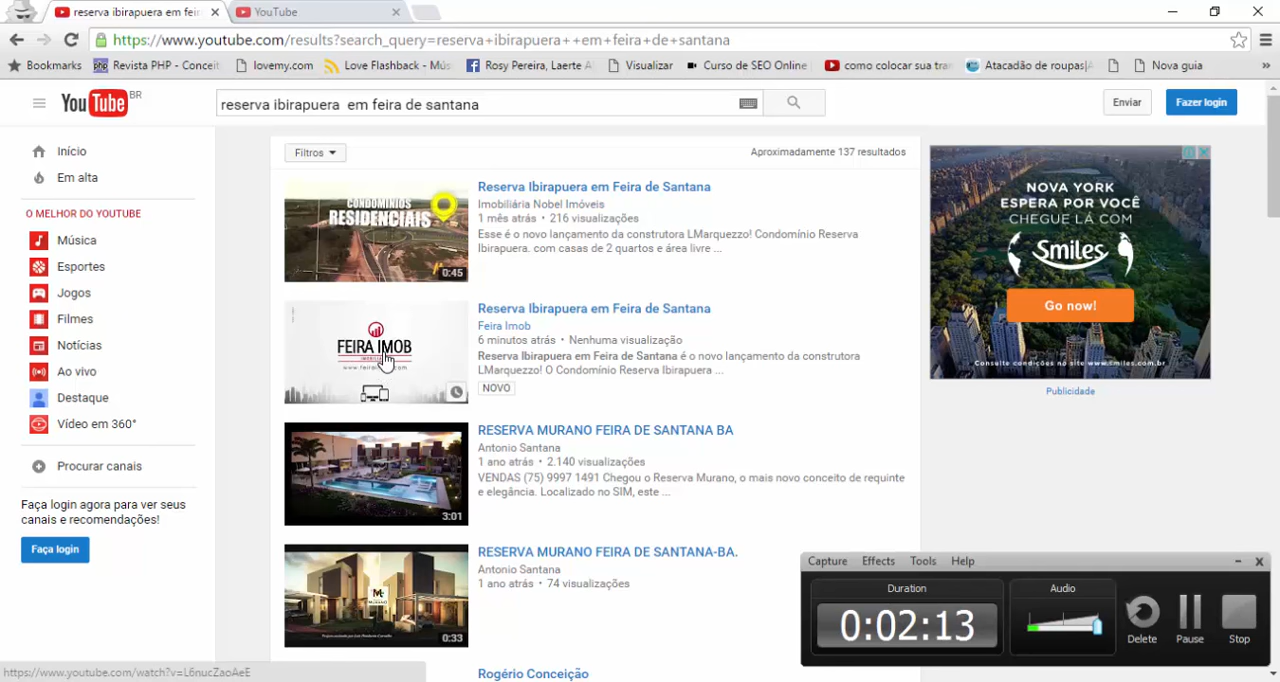 reserva ibirapuera em feir
YouTube
https://www.youtube.com/results?search_query=reserva+ibirapuera++em+feira+de+santana
Bookmarks
Revista PHP - Conceit
lovemy.com
Love Flashback - Mús
Rosy Pereira, Laerte A
Visualizar
Curso de SEO Online
como colocar sua tran
Atacadão de roupas|
Nova guia
YouTube BR
reserva ibirapuera em feira de santana
Enviar
Fazer login
Início
Em alta
O MELHOR DO YOUTUBE
Música
Esportes
Jogos
Filmes
Notícias
Ao vivo
Destaque
Vídeo em 360°
Procurar canais
Faça login agora para ver seus
canais e recomendações!
Faça login
Filtros
Aproximadamente 137 resultados
CONDOMÍNIOS
RESIDENCIAIS
0:45
Reserva Ibirapuera em Feira de Santana
Imobiliária Nobel Imóveis
1 mês atrás • 216 visualizações
Esse é o novo lançamento da construtora LMarquezzo! Condomínio Reserva
Ibirapuera. com casas de 2 quartos e área livre ...
FEIRA IMOB
Reserva Ibirapuera em Feira de Santana
Feira Imob
6 minutos atrás • Nenhuma visualização
Reserva Ibirapuera em Feira de Santana é o novo lançamento da construtora
LMarquezzo! O Condomínio Reserva Ibirapuera ...
NOVO
3:01
RESERVA MURANO FEIRA DE SANTANA BA
Antonio Santana
1 ano atrás • 2.140 visualizações
VENDAS (75) 9997 1491 Chegou o Reserva Murano, o mais novo conceito de requinte
e elegância. Localizado no SIM, este ...
0:33
RESERVA MURANO FEIRA DE SANTANA-BA.
Antonio Santana
1 ano atrás • 74 visualizações
Rogério Conceição
NOVA YORK
ESPERA POR VOCÊ
CHEGUE LÁ COM
Smiles
Go now!
Consulte condições no site www.smiles.com.br
Publicidade
Capture Effects Tools Help
Duration
0:02:13
Audio
Delete
Pause
Stop
https://www.youtube.com/watch?v=L6nucZaoAeE